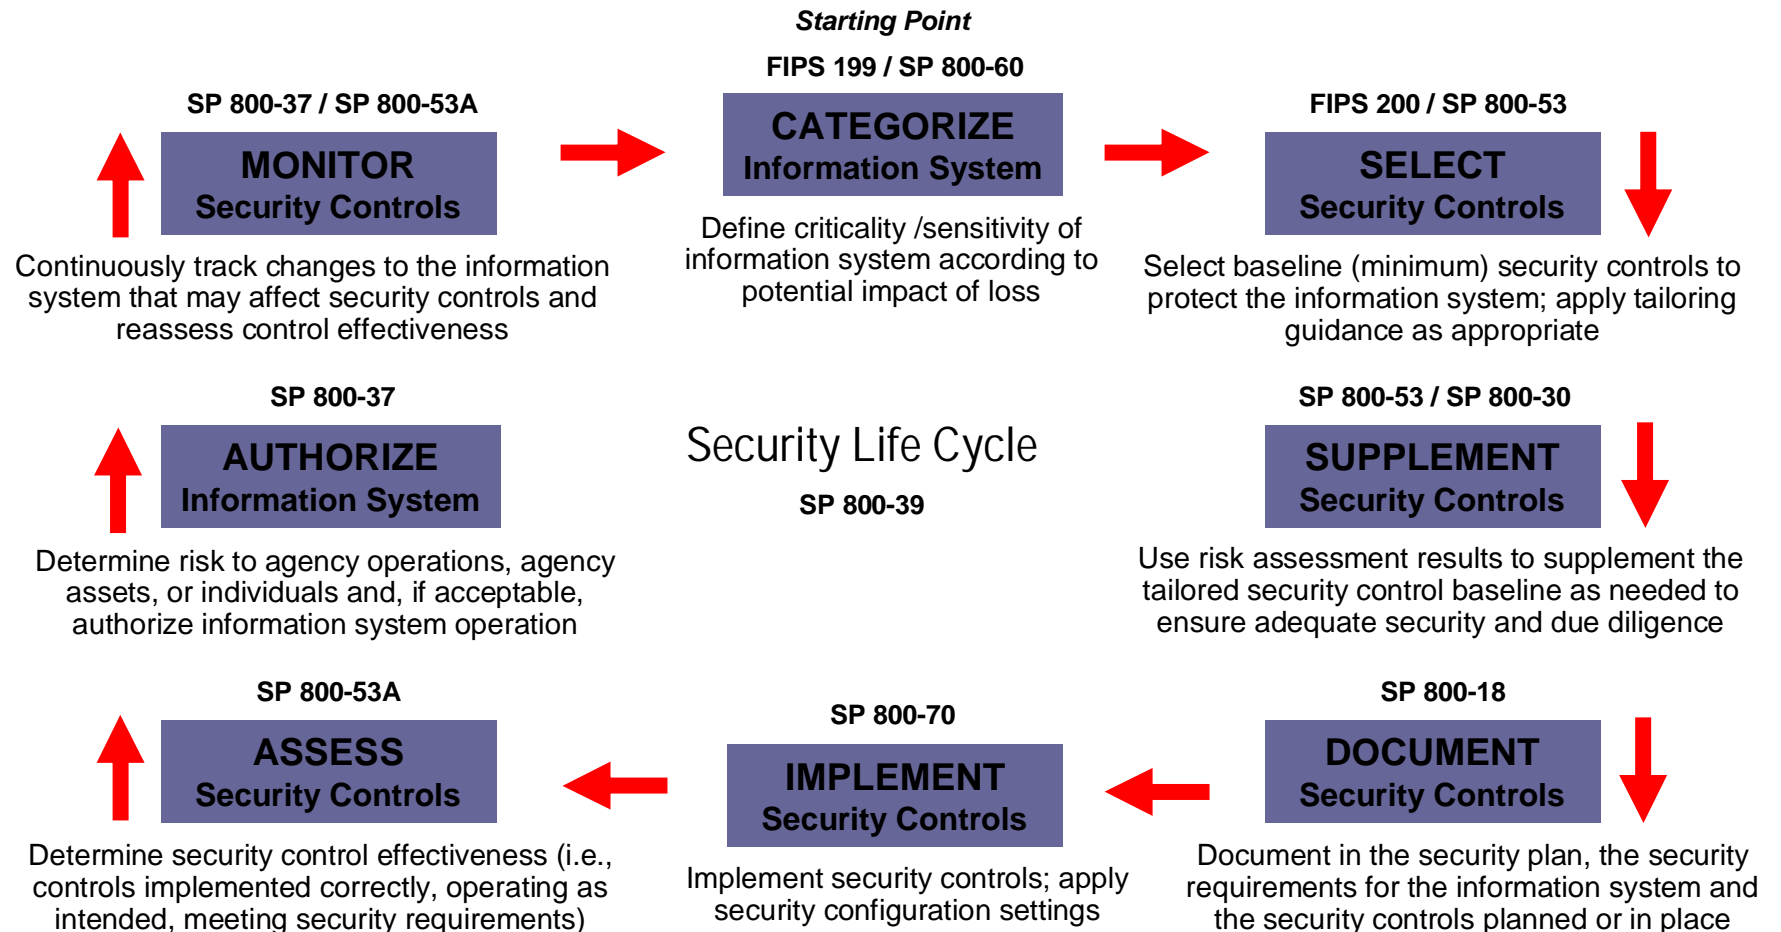 Starting Point
FIPS 199 / SP 800-60
CATEGORIZE
Information System
Define criticality /sensitivity of
information system according to
potential impact of loss
FIPS 200 / SP 800-53
SELECT
Security Controls
Select baseline (minimum) security controls to
protect the information system; apply tailoring
guidance as appropriate
SP 800-53 / SP 800-30
SUPPLEMENT
Security Controls
Use risk assessment results to supplement the
tailored security control baseline as needed to
ensure adequate security and due diligence
SP 800-18
DOCUMENT
Security Controls
Document in the security plan, the security
requirements for the information system and
the security controls planned or in place
SP 800-70
IMPLEMENT
Security Controls
Implement security controls; apply
security configuration settings
SP 800-53A
ASSESS
Security Controls
Determine security control effectiveness (i.e.,
controls implemented correctly, operating as
intended, meeting security requirements)
SP 800-37
AUTHORIZE
Information System
Determine risk to agency operations, agency
assets, or individuals and, if acceptable,
authorize information system operation
SP 800-37 / SP 800-53A
MONITOR
Security Controls
Continuously track changes to the information
system that may affect security controls and
reassess control effectiveness
Security Life Cycle
SP 800-39